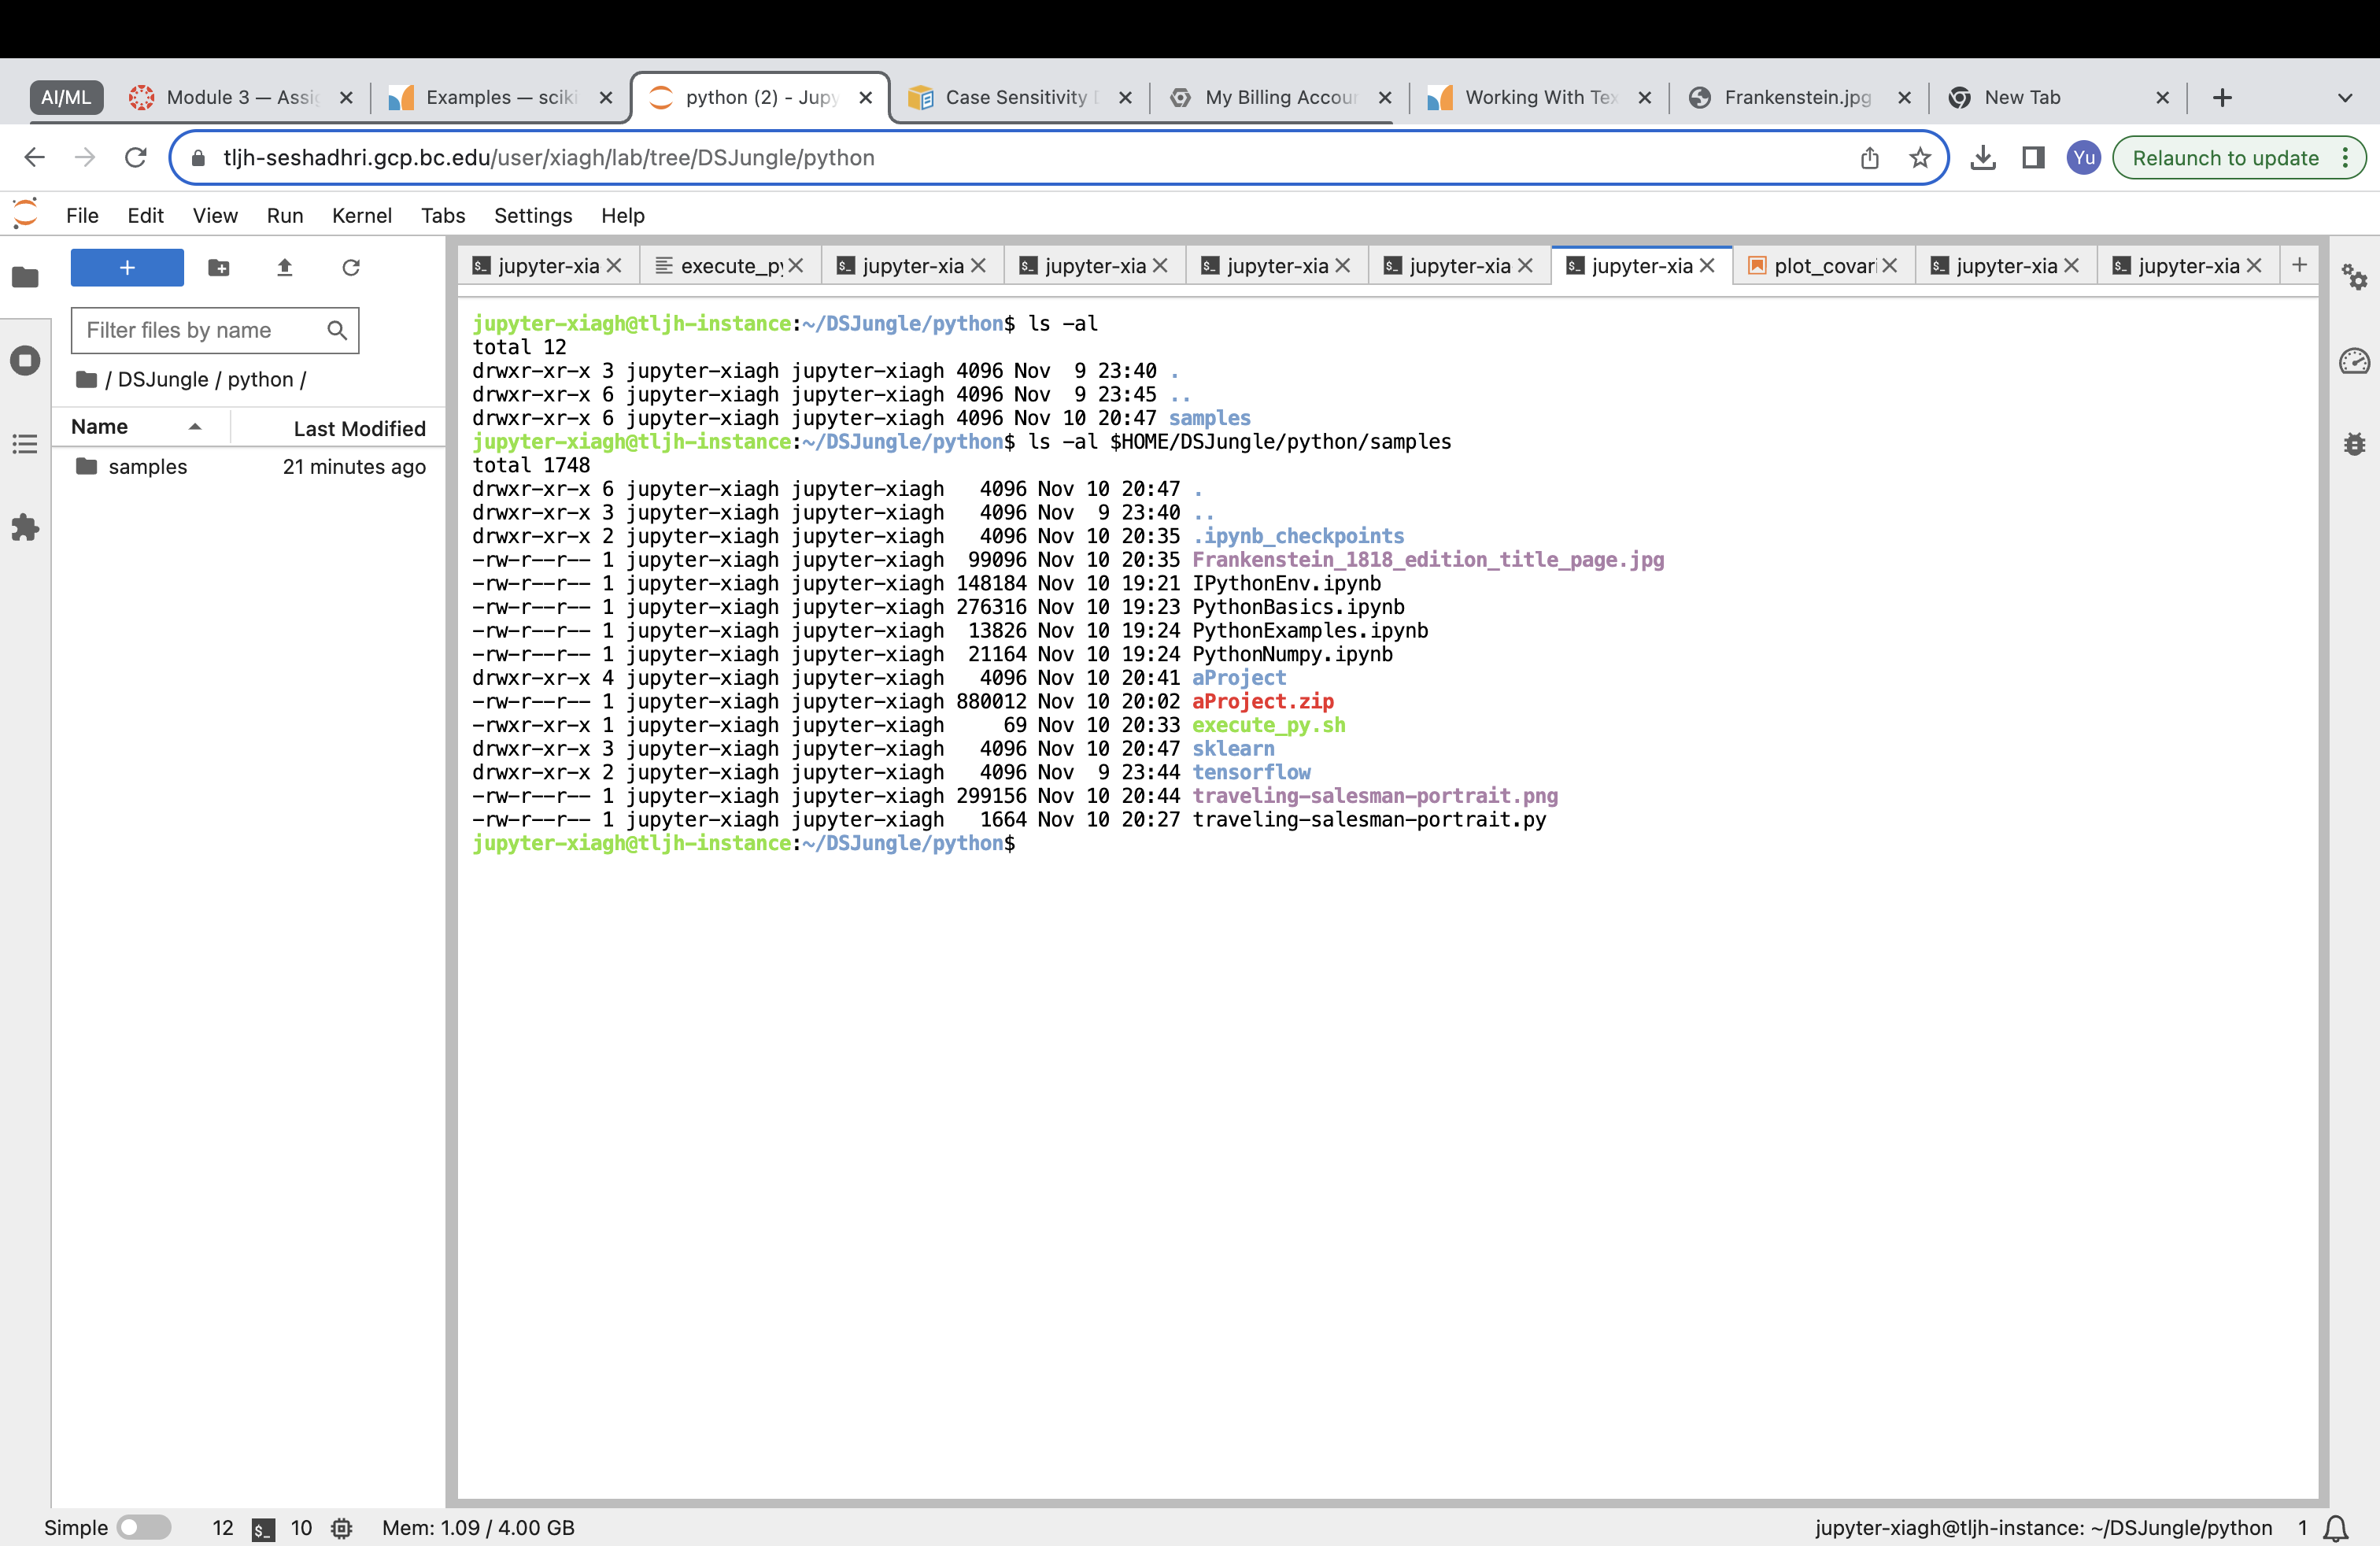 AI/ML Module 3 — Assi Examples — sciki python (2) - Jupy Case Sensitivity My Billing Accou Working With Tex Frankenstein.jpg New Tab
tljh-seshadhri.gcp.bc.edu/user/xiagh/lab/tree/DSJungle/python Yu Relaunch to update
File Edit View Run Kernel Tabs Settings Help
jupyter-xia execute_py jupyter-xia jupyter-xia jupyter-xia jupyter-xia jupyter-xia plot_covari jupyter-xia jupyter-xia
Filter files by name
/ DSJungle / python /
Name Last Modified
samples 21 minutes ago
jupyter-xiagh@tljh-instance:~/DSJungle/python$ ls -al
total 12
drwxr-xr-x 3 jupyter-xiagh jupyter-xiagh 4096 Nov  9 23:40 .
drwxr-xr-x 6 jupyter-xiagh jupyter-xiagh 4096 Nov  9 23:45 ..
drwxr-xr-x 6 jupyter-xiagh jupyter-xiagh 4096 Nov 10 20:47 samples
jupyter-xiagh@tljh-instance:~/DSJungle/python$ ls -al $HOME/DSJungle/python/samples
total 1748
drwxr-xr-x 6 jupyter-xiagh jupyter-xiagh   4096 Nov 10 20:47 .
drwxr-xr-x 3 jupyter-xiagh jupyter-xiagh   4096 Nov  9 23:40 ..
drwxr-xr-x 2 jupyter-xiagh jupyter-xiagh   4096 Nov 10 20:35 .ipynb_checkpoints
-rw-r--r-- 1 jupyter-xiagh jupyter-xiagh  99096 Nov 10 20:35 Frankenstein_1818_edition_title_page.jpg
-rw-r--r-- 1 jupyter-xiagh jupyter-xiagh 148184 Nov 10 19:21 IPythonEnv.ipynb
-rw-r--r-- 1 jupyter-xiagh jupyter-xiagh 276316 Nov 10 19:23 PythonBasics.ipynb
-rw-r--r-- 1 jupyter-xiagh jupyter-xiagh  13826 Nov 10 19:24 PythonExamples.ipynb
-rw-r--r-- 1 jupyter-xiagh jupyter-xiagh  21164 Nov 10 19:24 PythonNumpy.ipynb
drwxr-xr-x 4 jupyter-xiagh jupyter-xiagh   4096 Nov 10 20:41 aProject
-rw-r--r-- 1 jupyter-xiagh jupyter-xiagh 880012 Nov 10 20:02 aProject.zip
-rwxr-xr-x 1 jupyter-xiagh jupyter-xiagh     69 Nov 10 20:33 execute_py.sh
drwxr-xr-x 3 jupyter-xiagh jupyter-xiagh   4096 Nov 10 20:47 sklearn
drwxr-xr-x 2 jupyter-xiagh jupyter-xiagh   4096 Nov  9 23:44 tensorflow
-rw-r--r-- 1 jupyter-xiagh jupyter-xiagh 299156 Nov 10 20:44 traveling-salesman-portrait.png
-rw-r--r-- 1 jupyter-xiagh jupyter-xiagh   1664 Nov 10 20:27 traveling-salesman-portrait.py
jupyter-xiagh@tljh-instance:~/DSJungle/python$
Simple 12 $_ 10 Mem: 1.09 / 4.00 GB jupyter-xiagh@tljh-instance: ~/DSJungle/python 1